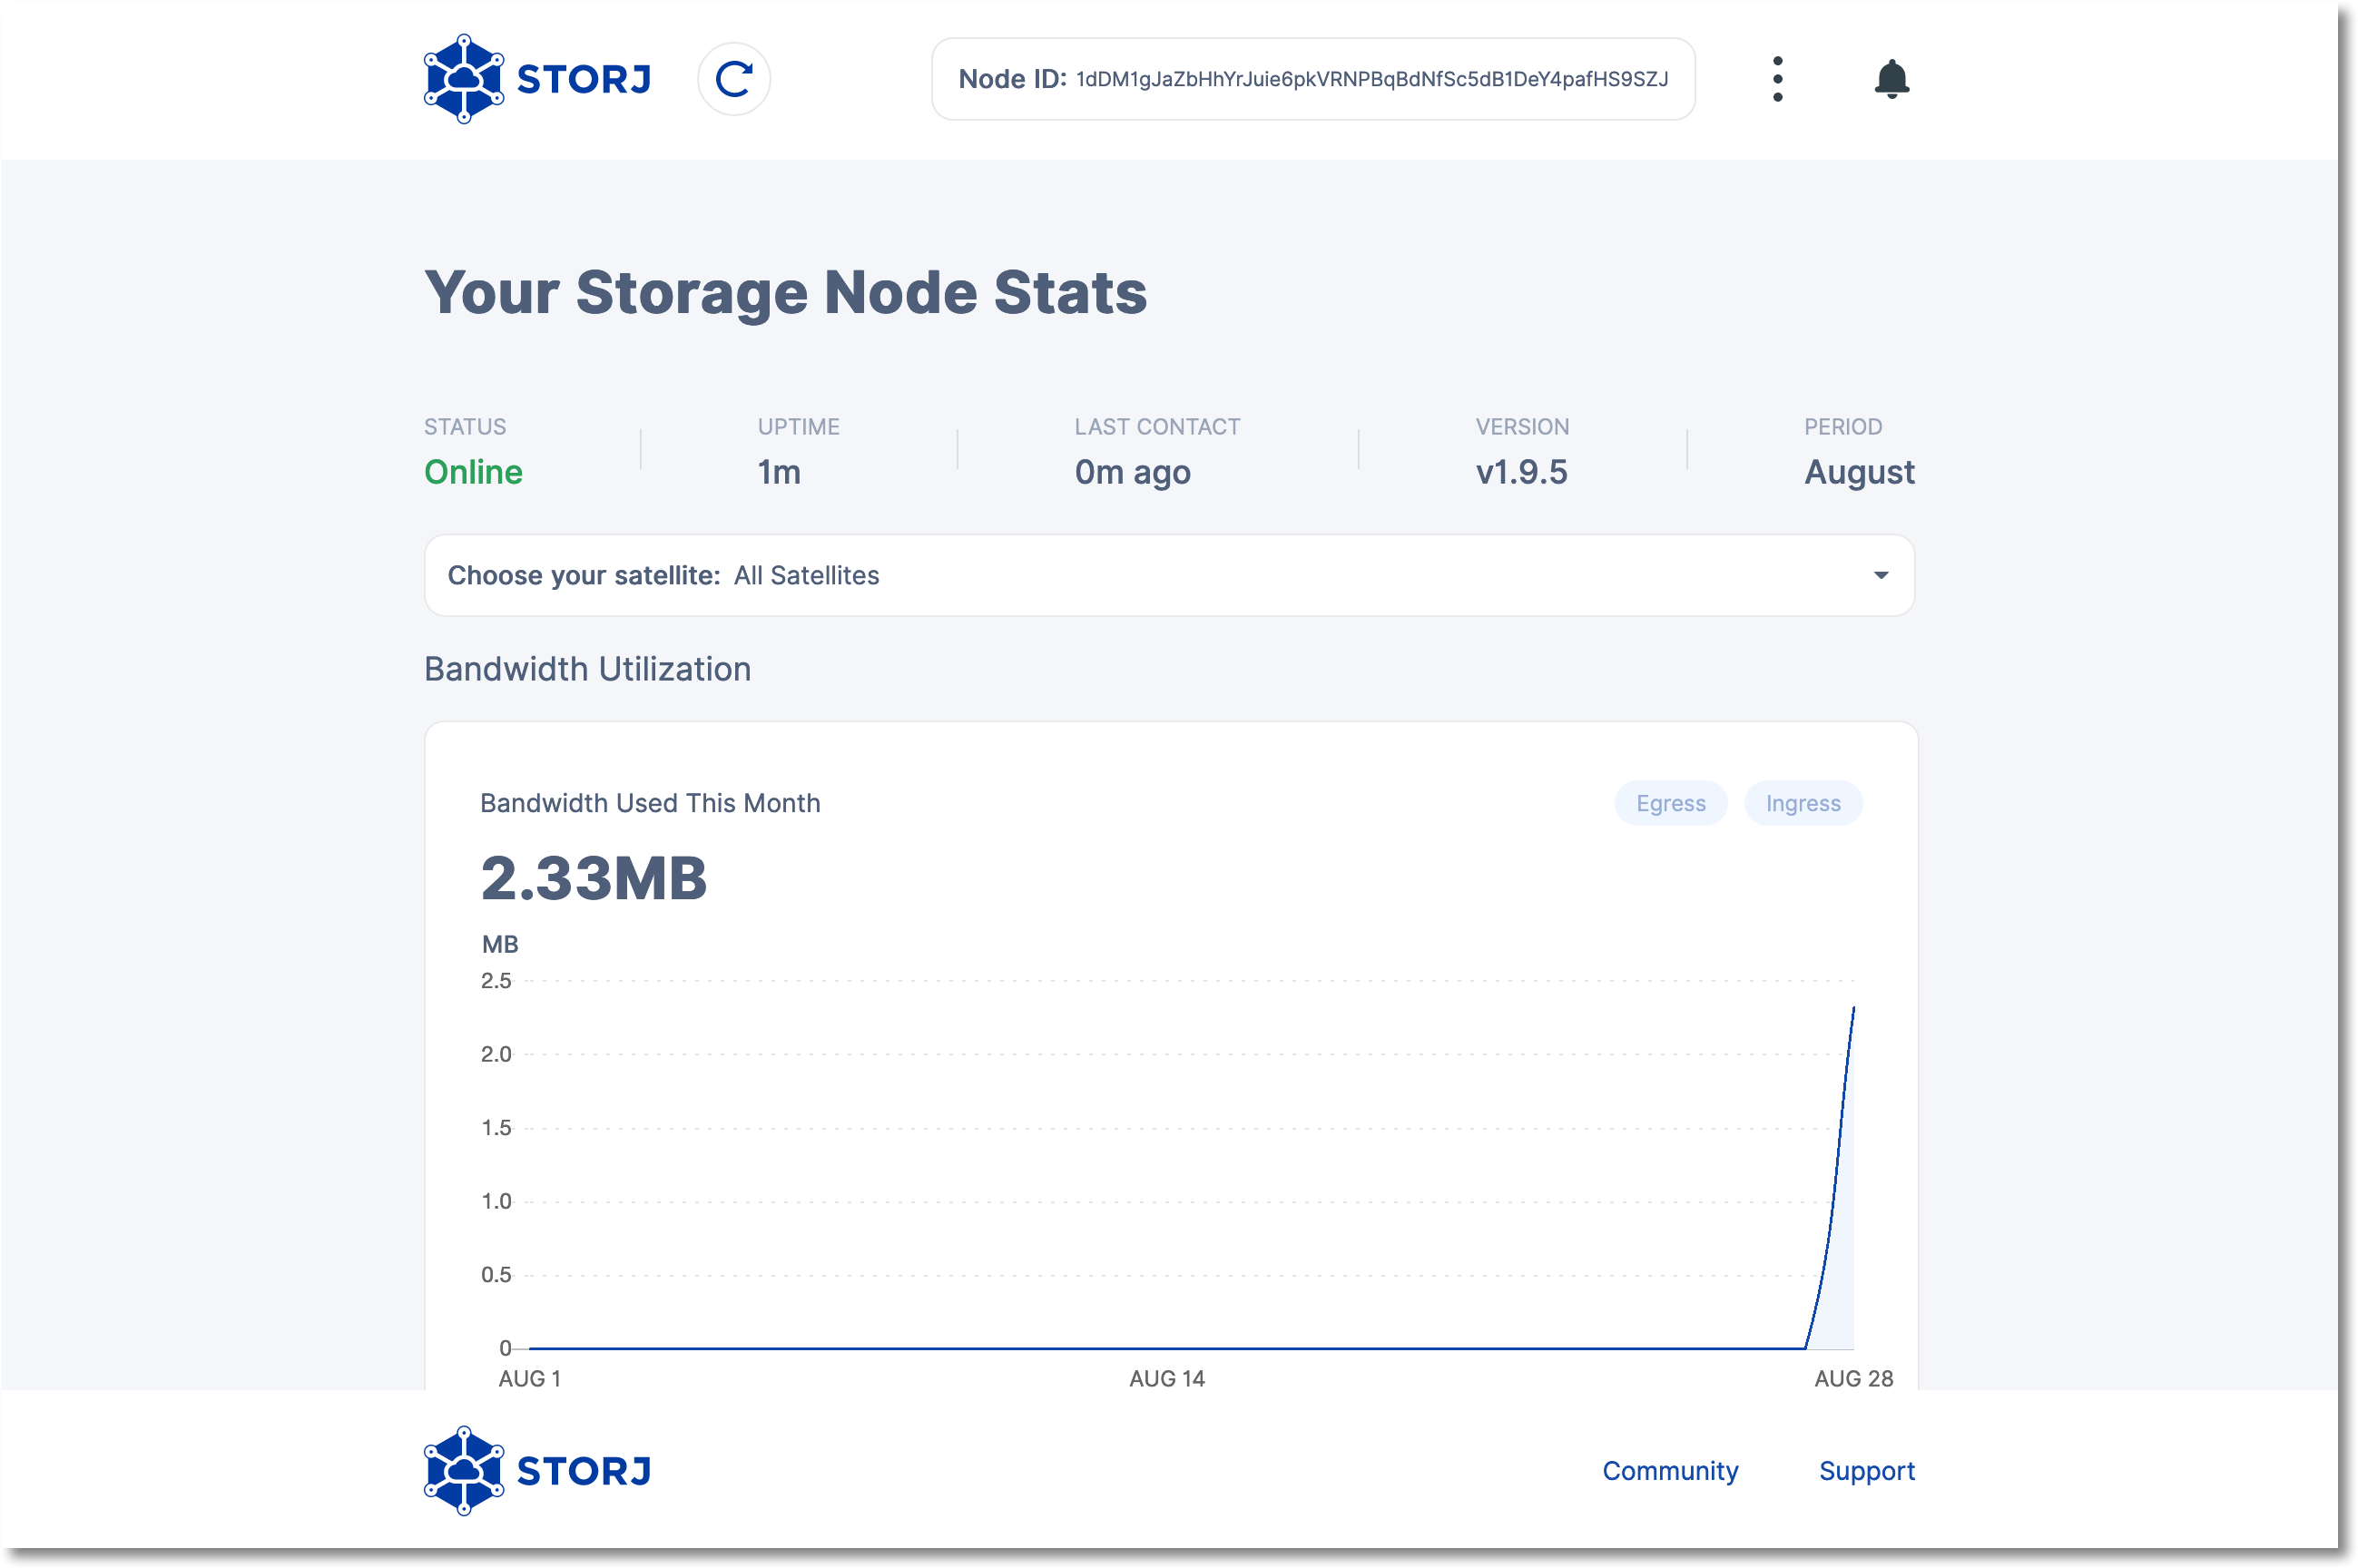 STORJ
Node ID: 1dDM1gJaZbHhYrJuie6pkVRNPBqBdNfSc5dB1DeY4pafHS9SZJ
Your Storage Node Stats
STATUS UPTIME LAST CONTACT VERSION PERIOD
Online 1m 0m ago v1.9.5 August
Choose your satellite: All Satellites
Bandwidth Utilization
Bandwidth Used This Month Egress Ingress
2.33MB
MB
2.5
2.0
1.5
1.0
0.5
0
AUG 1 AUG 14 AUG 28
STORJ Community Support